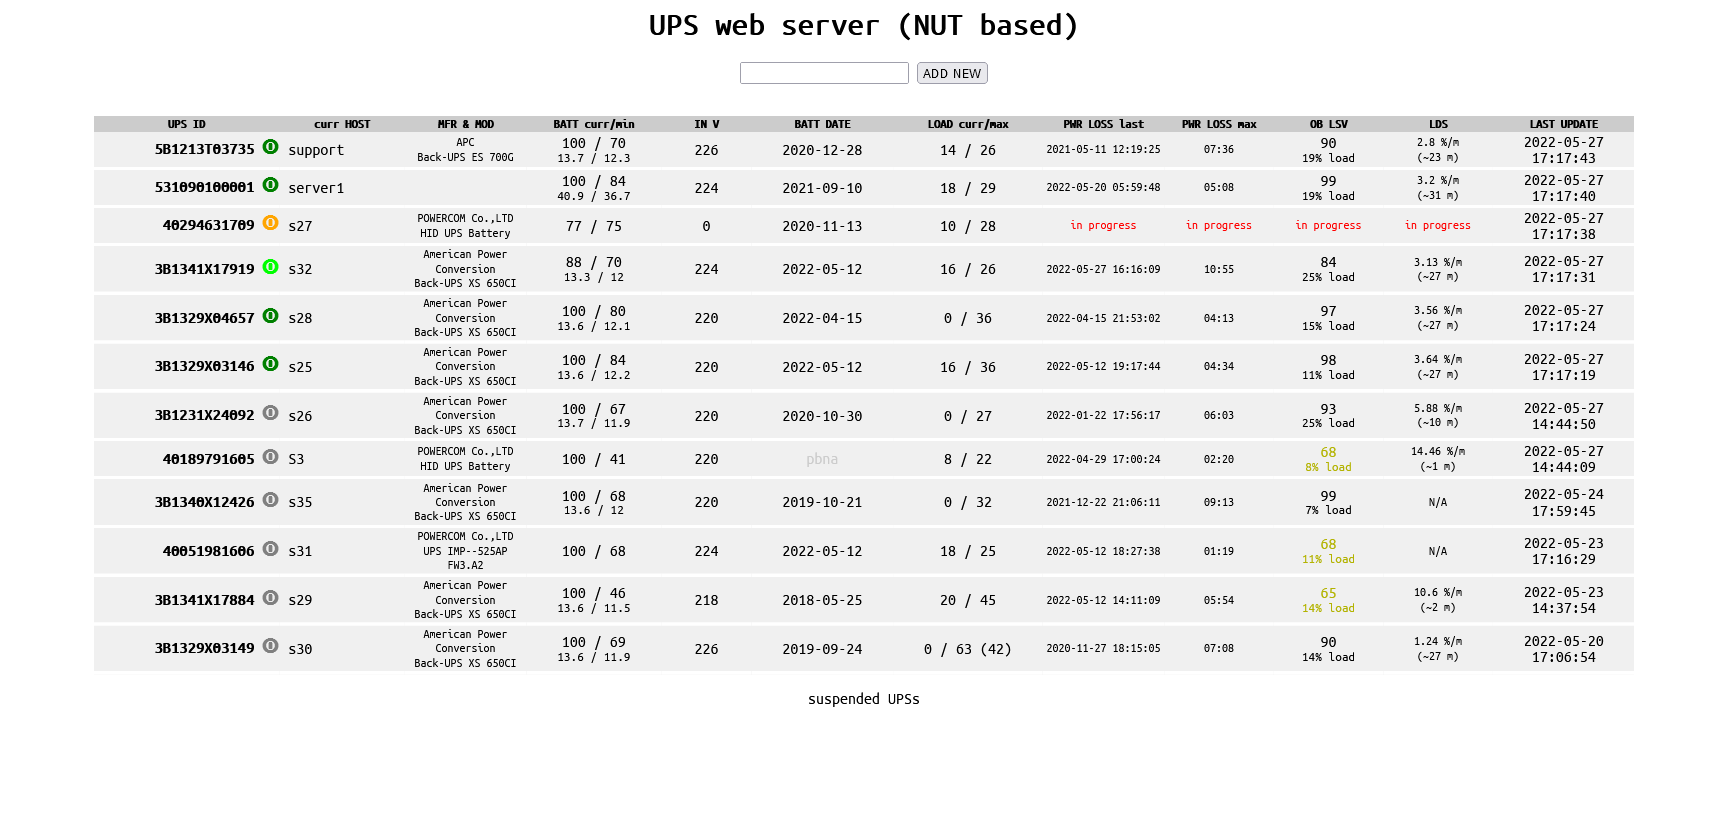 UPS web server (NUT based)
ADD NEW
UPS ID curr HOST MFR & MOD BATT curr/min IN V BATT DATE LOAD curr/max PWR LOSS last PWR LOSS max OB LSV LDS LAST UPDATE
5B1213T03735 support APC Back-UPS ES 700G 100 / 70 13.7 / 12.3 226 2020-12-28 14 / 26 2021-05-11 12:19:25 07:36 90 19% load 2.8 %/m (~23 m) 2022-05-27 17:17:43
531090100001 server1 100 / 84 40.9 / 36.7 224 2021-09-10 18 / 29 2022-05-20 05:59:48 05:08 99 19% load 3.2 %/m (~31 m) 2022-05-27 17:17:40
40294631709 s27 POWERCOM Co.,LTD HID UPS Battery 77 / 75 0 2020-11-13 10 / 28 in progress in progress in progress in progress 2022-05-27 17:17:38
3B1341X17919 s32 American Power Conversion Back-UPS XS 650CI 88 / 70 13.3 / 12 224 2022-05-12 16 / 26 2022-05-27 16:16:09 10:55 84 25% load 3.13 %/m (~27 m) 2022-05-27 17:17:31
3B1329X04657 s28 American Power Conversion Back-UPS XS 650CI 100 / 80 13.6 / 12.1 220 2022-04-15 0 / 36 2022-04-15 21:53:02 04:13 97 15% load 3.56 %/m (~27 m) 2022-05-27 17:17:24
3B1329X03146 s25 American Power Conversion Back-UPS XS 650CI 100 / 84 13.6 / 12.2 220 2022-05-12 16 / 36 2022-05-12 19:17:44 04:34 98 11% load 3.64 %/m (~27 m) 2022-05-27 17:17:19
3B1231X24092 s26 American Power Conversion Back-UPS XS 650CI 100 / 67 13.7 / 11.9 220 2020-10-30 0 / 27 2022-01-22 17:56:17 06:03 93 25% load 5.88 %/m (~10 m) 2022-05-27 14:44:50
40189791605 S3 POWERCOM Co.,LTD HID UPS Battery 100 / 41 220 pbna 8 / 22 2022-04-29 17:00:24 02:20 68 8% load 14.46 %/m (~1 m) 2022-05-27 14:44:09
3B1340X12426 s35 American Power Conversion Back-UPS XS 650CI 100 / 68 13.6 / 12 220 2019-10-21 0 / 32 2021-12-22 21:06:11 09:13 99 7% load N/A 2022-05-24 17:59:45
40051981606 s31 POWERCOM Co.,LTD UPS IMP--525AP FW3.A2 100 / 68 224 2022-05-12 18 / 25 2022-05-12 18:27:38 01:19 68 11% load N/A 2022-05-23 17:16:29
3B1341X17884 s29 American Power Conversion Back-UPS XS 650CI 100 / 46 13.6 / 11.5 218 2018-05-25 20 / 45 2022-05-12 14:11:09 05:54 65 14% load 10.6 %/m (~2 m) 2022-05-23 14:37:54
3B1329X03149 s30 American Power Conversion Back-UPS XS 650CI 100 / 69 13.6 / 11.9 226 2019-09-24 0 / 63 (42) 2020-11-27 18:15:05 07:08 90 14% load 1.24 %/m (~27 m) 2022-05-20 17:06:54
suspended UPSs